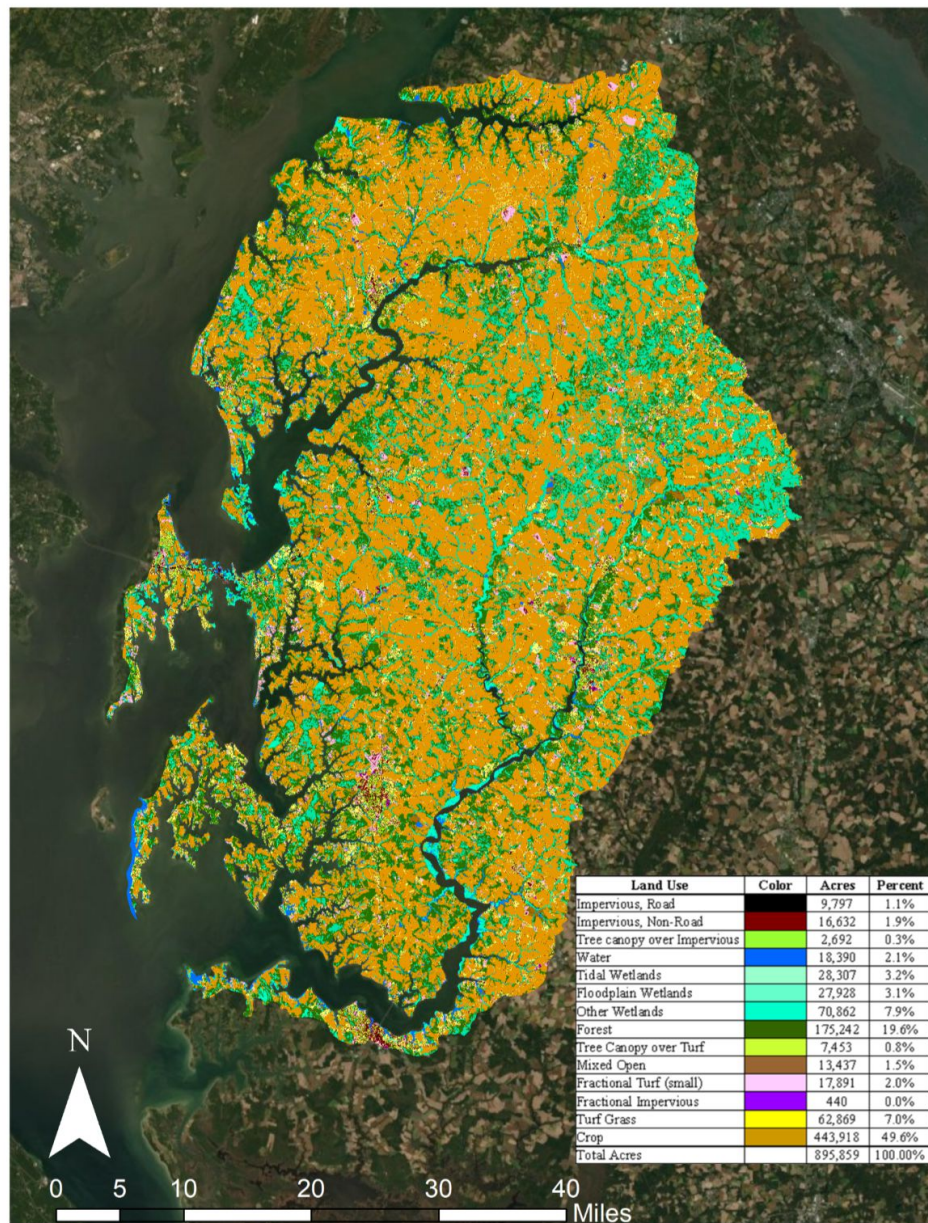 Land Use Color Acres Percent
Impervious, Road 9,797 1.1%
Impervious, Non-Road 16,632 1.9%
Tree canopy over Impervious 2,692 0.3%
Water 18,390 2.1%
Tidal Wetlands 28,307 3.2%
Floodplain Wetlands 27,928 3.1%
Other Wetlands 70,862 7.9%
Forest 175,242 19.6%
Tree Canopy over Turf 7,453 0.8%
Mixed Open 13,437 1.5%
Fractional Turf (small) 17,891 2.0%
Fractional Impervious 440 0.0%
Turf Grass 62,869 7.0%
Crop 443,918 49.6%
Total Acres 895,859 100.00%
N
0 5 10 20 30 40
Miles